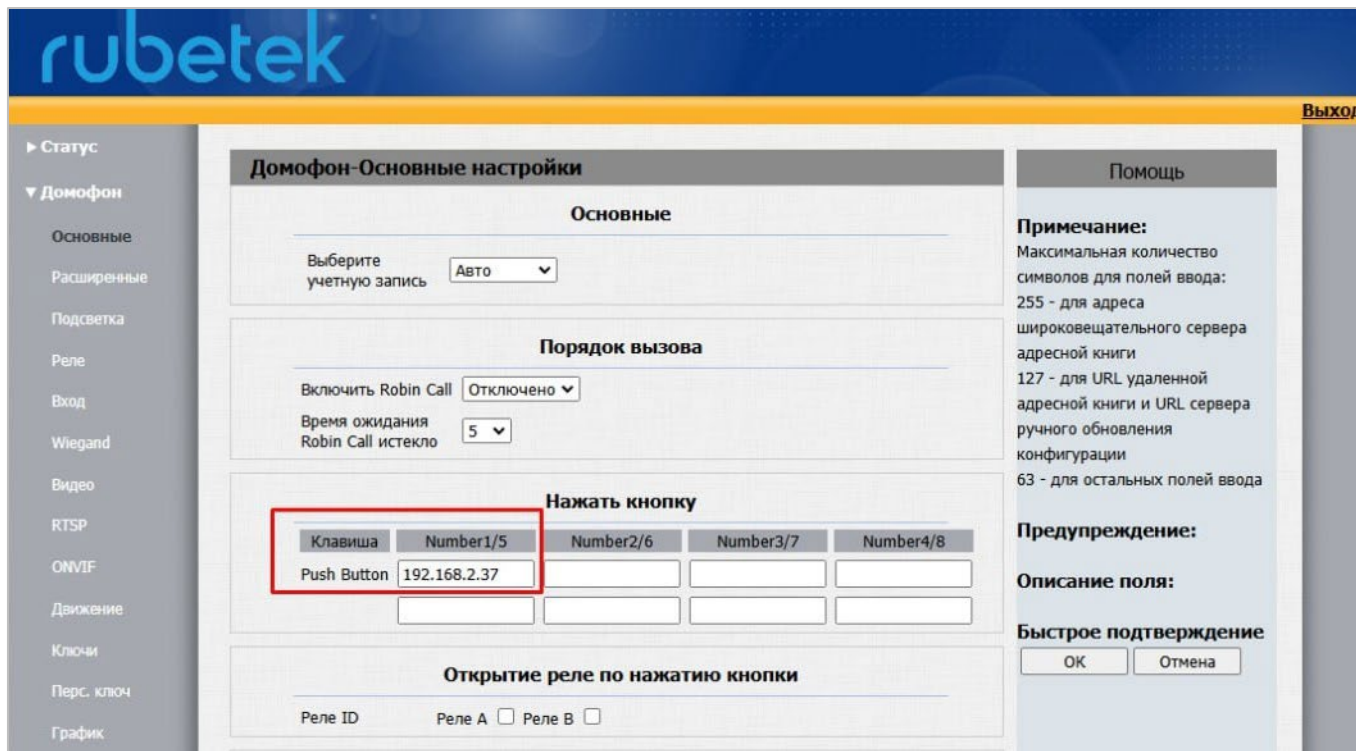 rubetek
Выход
▶ Статус
▼ Домофон
Основные
Расширенные
Подсветка
Реле
Вход
Wiegand
Видео
RTSP
ONVIF
Движение
Ключи
Перс. ключ
График
Домофон-Основные настройки
Основные
Выберите
учетную запись
Авто
Порядок вызова
Включить Robin Call Отключено
Время ожидания
Robin Call истекло
5
Нажать кнопку
Клавиша Number1/5 Number2/6 Number3/7 Number4/8
Push Button 192.168.2.37
Открытие реле по нажатию кнопки
Реле ID Реле A Реле B
Помощь
Примечание:
Максимальная количество
символов для полей ввода:
255 - для адреса
широковещательного сервера
адресной книги
127 - для URL удаленной
адресной книги и URL сервера
ручного обновления
конфигурации
63 - для остальных полей ввода
Предупреждение:
Описание поля:
Быстрое подтверждение
ОК Отмена